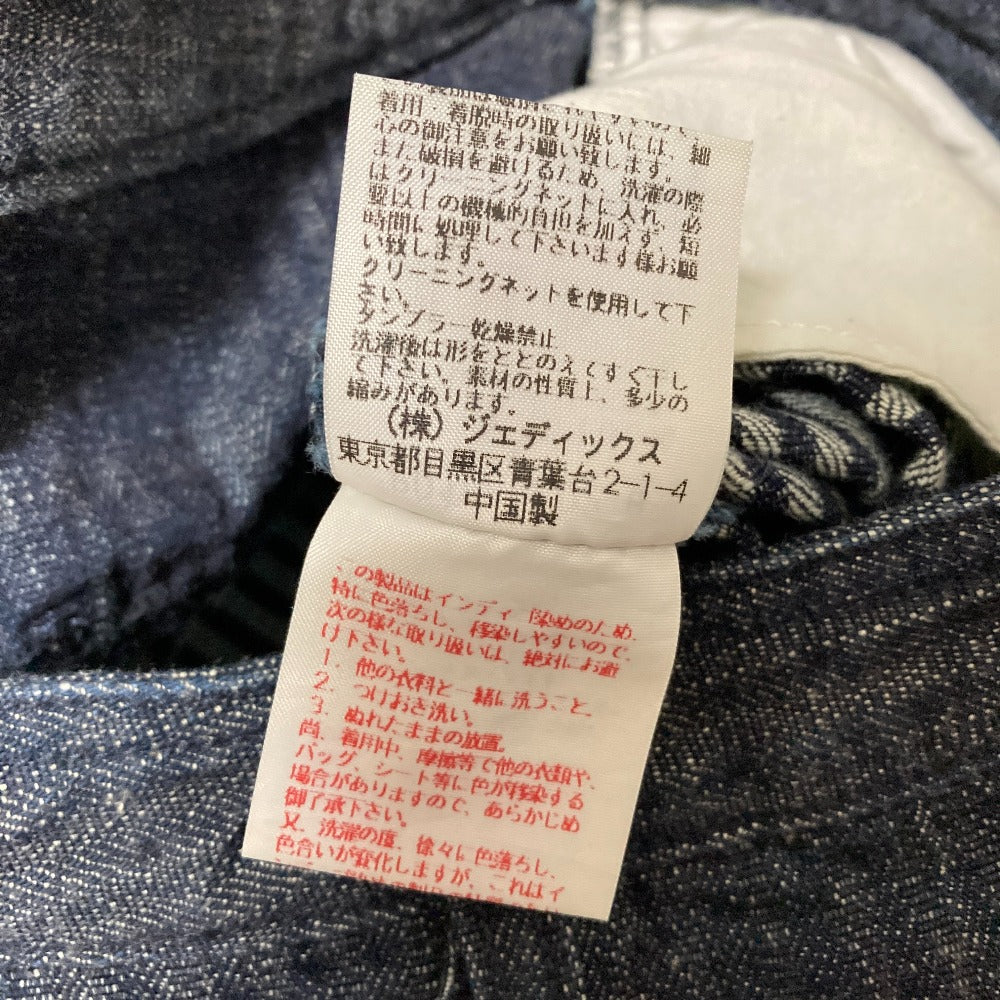 着用・着脱時の取り扱いには、細
心の御注意をお願い致します。
また破損を避けるため、洗濯の際
はクリーニングネットに入れ、必
要以上の機械的負担を加えず、短
時間に処理して下さいます様お願
い致します。
クリーニングネットを使用して下
さい。
タンブラー乾燥禁止
洗濯後は形をととのえてすぐ干し
て下さい。素材の性質上、多少の
縮みがあります。
(株) ジェディックス
東京都目黒区青葉台2-1-4
中国製
の製品はインディ 染めのため、
特に色落ちし、移染しやすいので、
次の様な取り扱いは、絶対にお避
け下さい。
1. 他の衣料と一緒に洗うこと、
2. つけおき洗い。
3. ぬれたままの放置。
尚、着用中、摩擦等で他の衣類や、
バッグ、シート等に色が移染する
場合がありますので、あらかじめ
御了承下さい。
又、洗濯の度、徐々に色落ちし、
色合いが変化しますが、これはイ